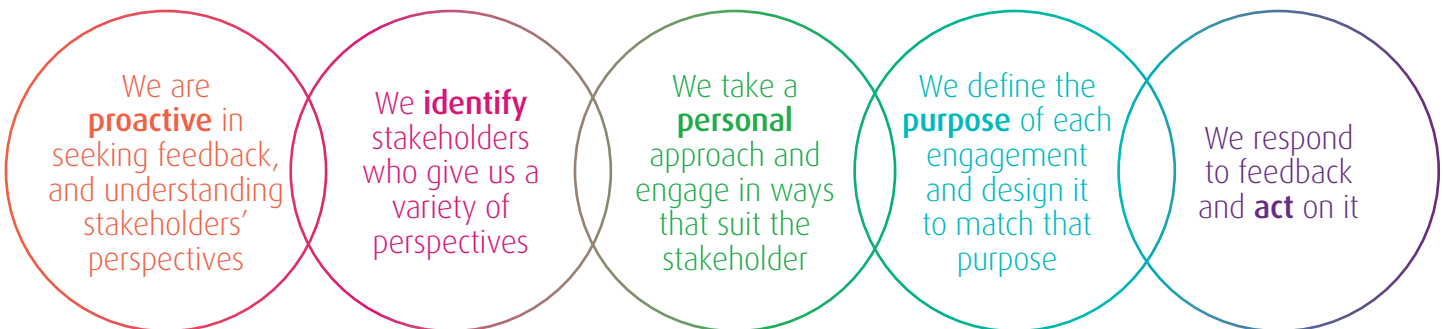 We are
proactive in
seeking feedback,
and understanding
stakeholders'
perspectives
We identify
stakeholders
who give us a
variety of
perspectives
We take a
personal
approach and
engage in ways
that suit the
stakeholder
We define the
purpose of each
engagement
and design it
to match that
purpose
We respond
to feedback
and act on it